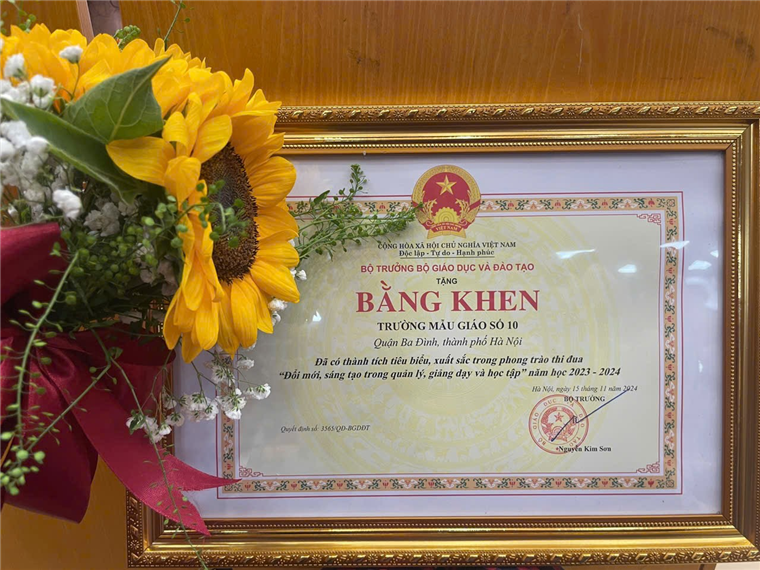 VIỆT NAM
CỘNG HÒA XÃ HỘI CHỦ NGHĨA VIỆT NAM
Độc lập - Tự do - Hạnh phúc
BỘ TRƯỞNG BỘ GIÁO DỤC VÀ ĐÀO TẠO
TẶNG
BẰNG KHEN
TRƯỜNG MẪU GIÁO SỐ 10
Quận Ba Đình, thành phố Hà Nội
Đã có thành tích tiêu biểu, xuất sắc trong phong trào thi đua
“Đổi mới, sáng tạo trong quản lý, giảng dạy và học tập” năm học 2023 - 2024
Hà Nội, ngày 15 tháng 11 năm 2024
BỘ TRƯỞNG
Quyết định số: 3565/QĐ-BGDĐT
Nguyễn Kim Sơn